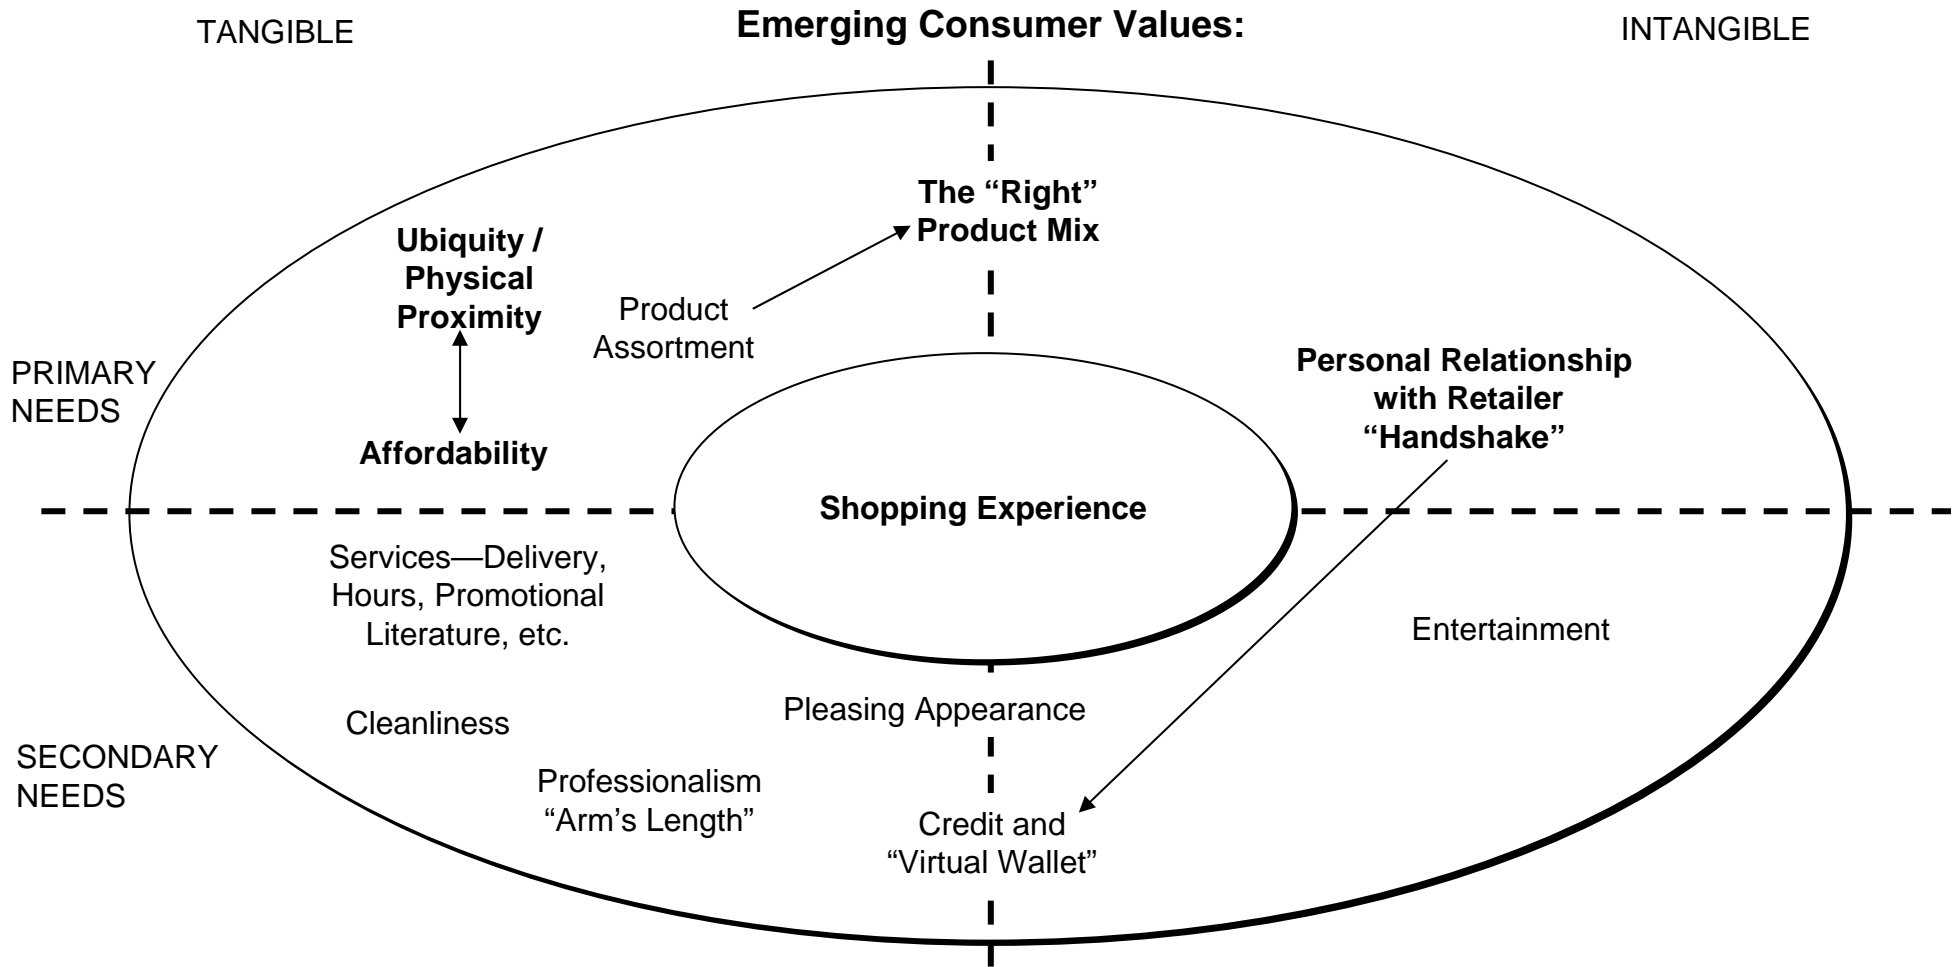 TANGIBLE
Emerging Consumer Values:
INTANGIBLE
The “Right”
Product Mix
Ubiquity /
Physical
Proximity
Product
Assortment
PRIMARY
NEEDS
Personal Relationship
with Retailer
“Handshake”
Affordability
Shopping Experience
Services—Delivery,
Hours, Promotional
Literature, etc.
Entertainment
Cleanliness
Pleasing Appearance
SECONDARY
NEEDS
Professionalism
“Arm’s Length”
Credit and
“Virtual Wallet”